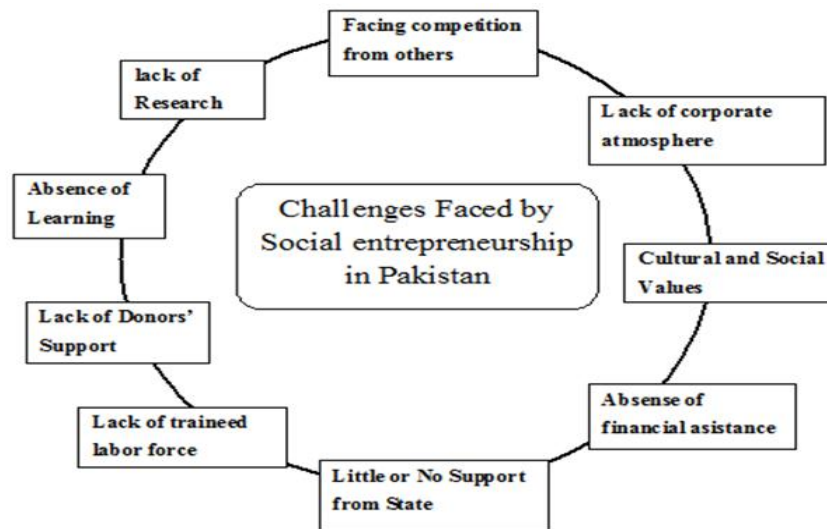 Facing competition
from others
lack of
Research
Lack of corporate
atmosphere
Absence of
Learning
Challenges Faced by
Social entrepreneurship
in Pakistan
Cultural and Social
Values
Lack of Donors’
Support
Absense of
financial asistance
Lack of traineed
labor force
Little or No Support
from State